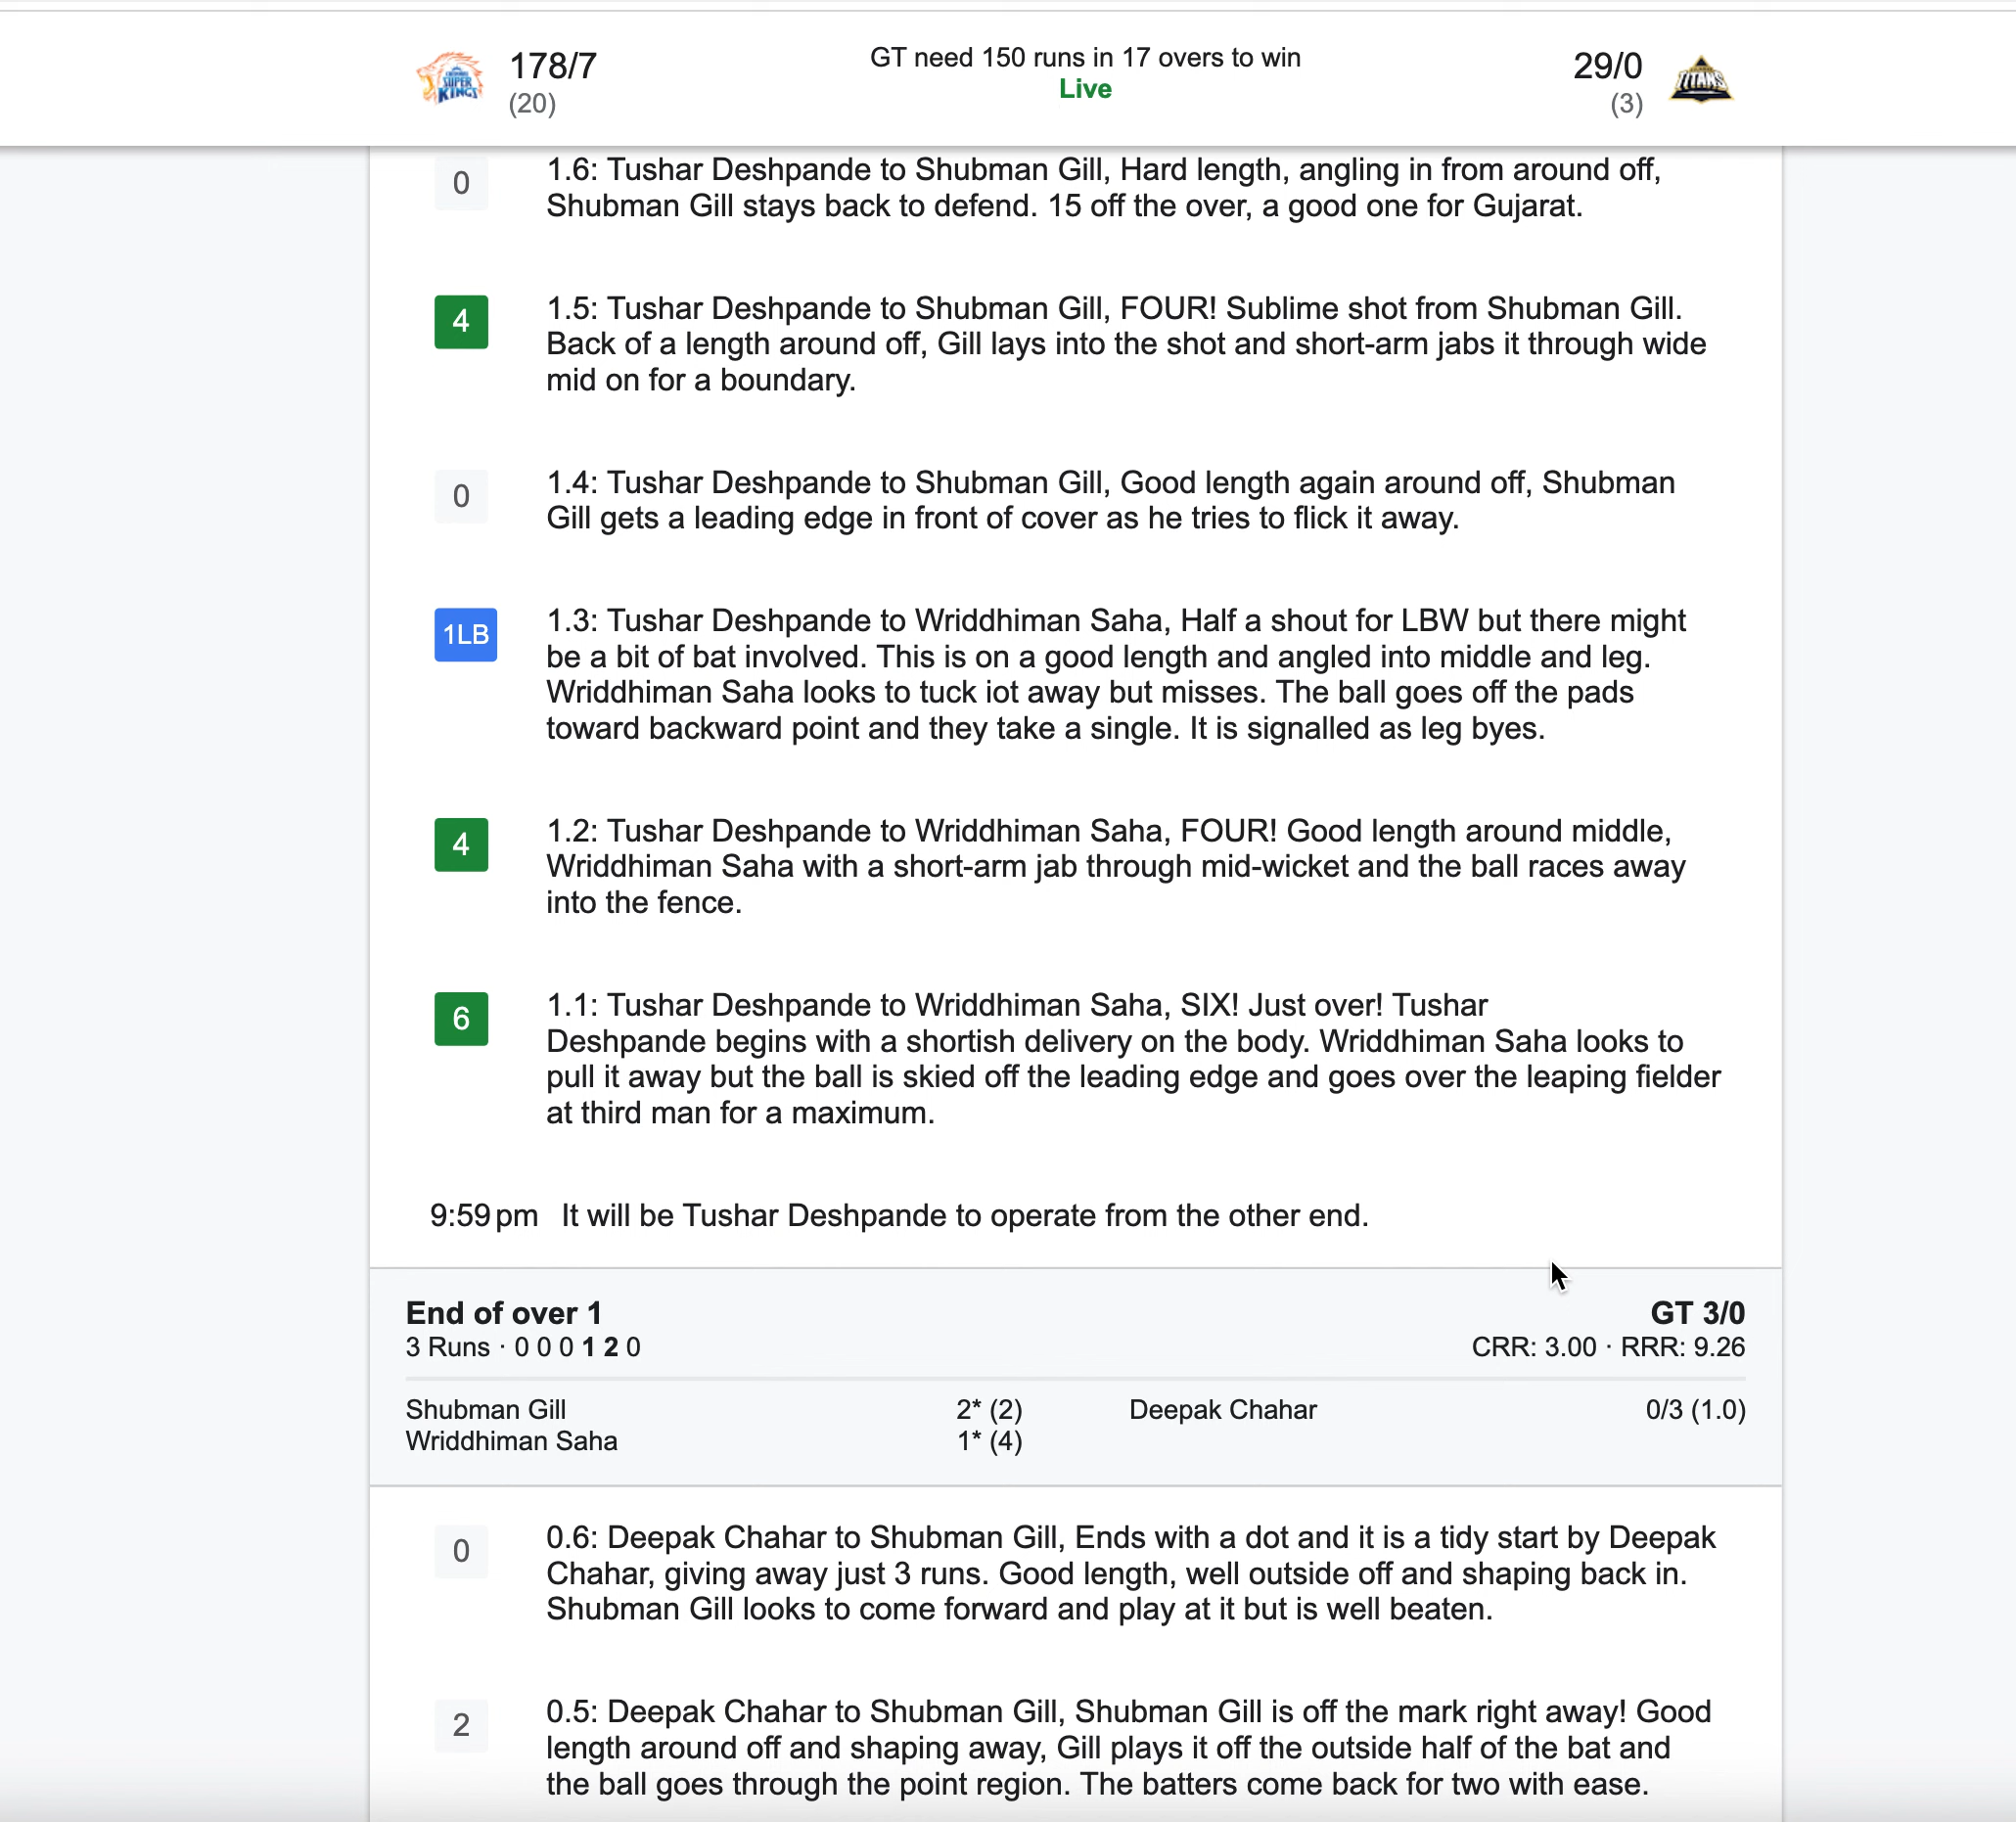 178/7
(20)
GT need 150 runs in 17 overs to win
Live
29/0
(3)
SUPER
KINGS
TITANS
0
1.6: Tushar Deshpande to Shubman Gill, Hard length, angling in from around off,
Shubman Gill stays back to defend. 15 off the over, a good one for Gujarat.
4
1.5: Tushar Deshpande to Shubman Gill, FOUR! Sublime shot from Shubman Gill.
Back of a length around off, Gill lays into the shot and short-arm jabs it through wide
mid on for a boundary.
0
1.4: Tushar Deshpande to Shubman Gill, Good length again around off, Shubman
Gill gets a leading edge in front of cover as he tries to flick it away.
1LB
1.3: Tushar Deshpande to Wriddhiman Saha, Half a shout for LBW but there might
be a bit of bat involved. This is on a good length and angled into middle and leg.
Wriddhiman Saha looks to tuck iot away but misses. The ball goes off the pads
toward backward point and they take a single. It is signalled as leg byes.
4
1.2: Tushar Deshpande to Wriddhiman Saha, FOUR! Good length around middle,
Wriddhiman Saha with a short-arm jab through mid-wicket and the ball races away
into the fence.
6
1.1: Tushar Deshpande to Wriddhiman Saha, SIX! Just over! Tushar
Deshpande begins with a shortish delivery on the body. Wriddhiman Saha looks to
pull it away but the ball is skied off the leading edge and goes over the leaping fielder
at third man for a maximum.
9:59 pm It will be Tushar Deshpande to operate from the other end.
End of over 1 GT 3/0
3 Runs · 0 0 0 1 2 0 CRR: 3.00 · RRR: 9.26
Shubman Gill 2* (2) Deepak Chahar 0/3 (1.0)
Wriddhiman Saha 1* (4)
0
0.6: Deepak Chahar to Shubman Gill, Ends with a dot and it is a tidy start by Deepak
Chahar, giving away just 3 runs. Good length, well outside off and shaping back in.
Shubman Gill looks to come forward and play at it but is well beaten.
2
0.5: Deepak Chahar to Shubman Gill, Shubman Gill is off the mark right away! Good
length around off and shaping away, Gill plays it off the outside half of the bat and
the ball goes through the point region. The batters come back for two with ease.